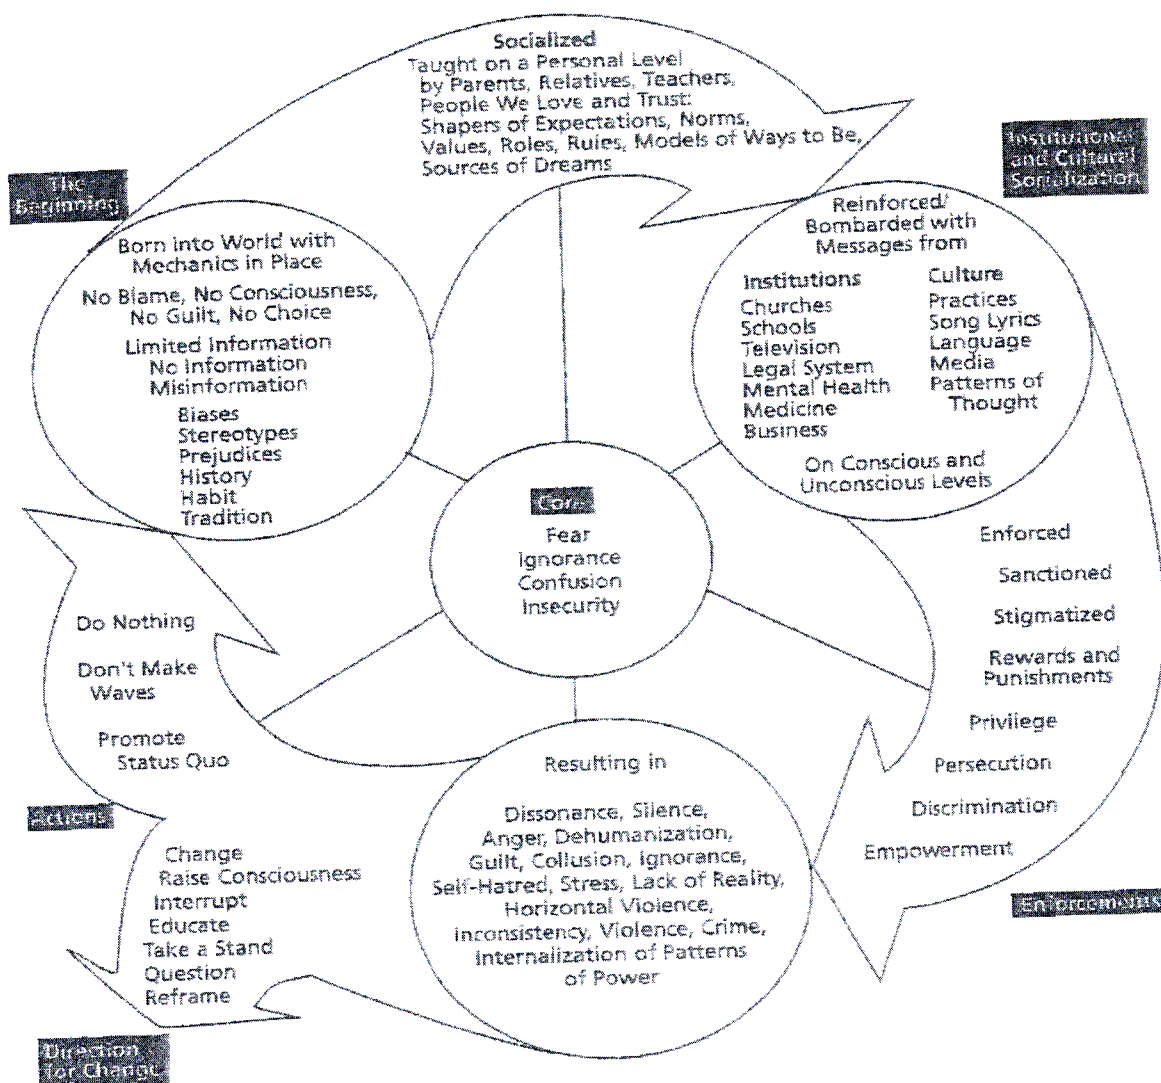 Socialized
Taught on a Personal Level
by Parents, Relatives, Teachers,
People We Love and Trust:
Shapers of Expectations, Norms,
Values, Roles, Rules, Models of Ways to Be,
Sources of Dreams
The
Beginning
Born into World with
Mechanics in Place
No Blame, No Consciousness,
No Guilt, No Choice
Limited Information
No Information
Misinformation
Biases
Stereotypes
Prejudices
History
Habit
Tradition
Institutional
and Cultural
Socialization
Reinforced/
Bombarded with
Messages from
Institutions
Churches
Schools
Television
Legal System
Mental Health
Medicine
Business
Culture
Practices
Song Lyrics
Language
Media
Patterns of
Thought
On Conscious and
Unconscious Levels
Core
Fear
Ignorance
Confusion
Insecurity
Enforced
Sanctioned
Stigmatized
Rewards and
Punishments
Privilege
Persecution
Discrimination
Empowerment
Enforcements
Resulting in
Dissonance, Silence,
Anger, Dehumanization,
Guilt, Collusion, Ignorance,
Self-Hatred, Stress, Lack of Reality,
Horizontal Violence,
Inconsistency, Violence, Crime,
Internalization of Patterns
of Power
Do Nothing
Don't Make
Waves
Promote
Status Quo
Actions
Change
Raise Consciousness
Interrupt
Educate
Take a Stand
Question
Reframe
Direction
for Change